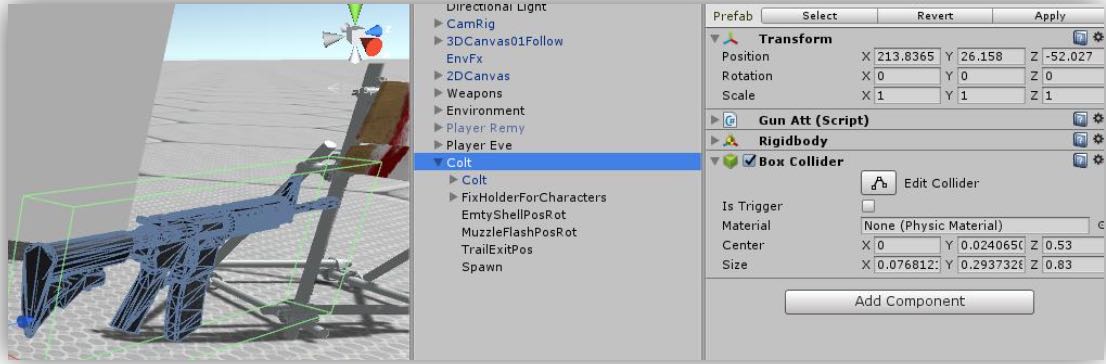 Directional Light
CamRig
3DCanvas01Follow
EnvFx
2DCanvas
Weapons
Environment
Player Remy
Player Eve
Colt
Colt
FixHolderForCharacters
EmtyShellPosRot
MuzzleFlashPosRot
TrailExitPos
Spawn
Prefab Select Revert Apply
Transform
Position X 213.8365 Y 26.158 Z -52.027
Rotation X 0 Y 0 Z 0
Scale X 1 Y 1 Z 1
Gun Att (Script)
Rigidbody
Box Collider
Edit Collider
Is Trigger
Material None (Physic Material)
Center X 0 Y 0.024065( Z 0.53
Size X 0.076812: Y 0.2937328 Z 0.83
Add Component